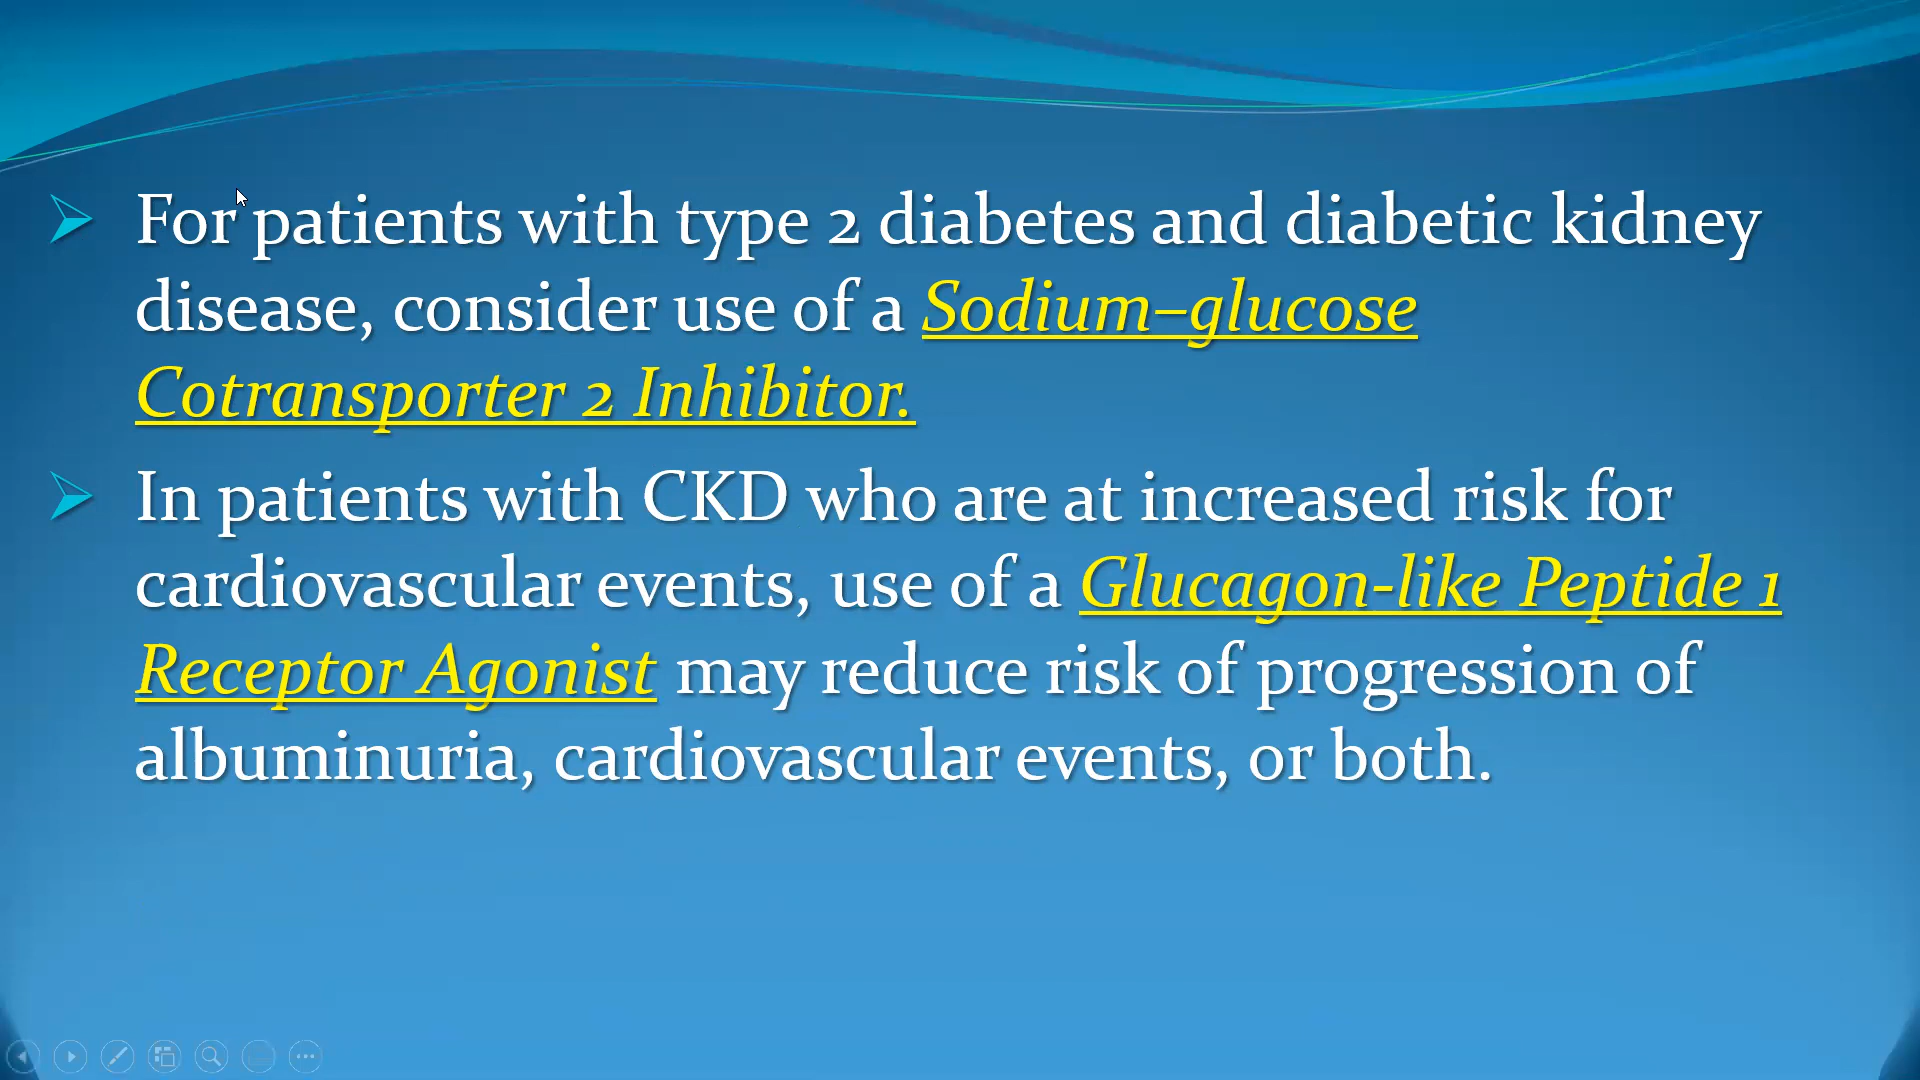 For patients with type 2 diabetes and diabetic kidney
disease, consider use of a Sodium–glucose
Cotransporter 2 Inhibitor.
In patients with CKD who are at increased risk for
cardiovascular events, use of a Glucagon-like Peptide 1
Receptor Agonist may reduce risk of progression of
albuminuria, cardiovascular events, or both.